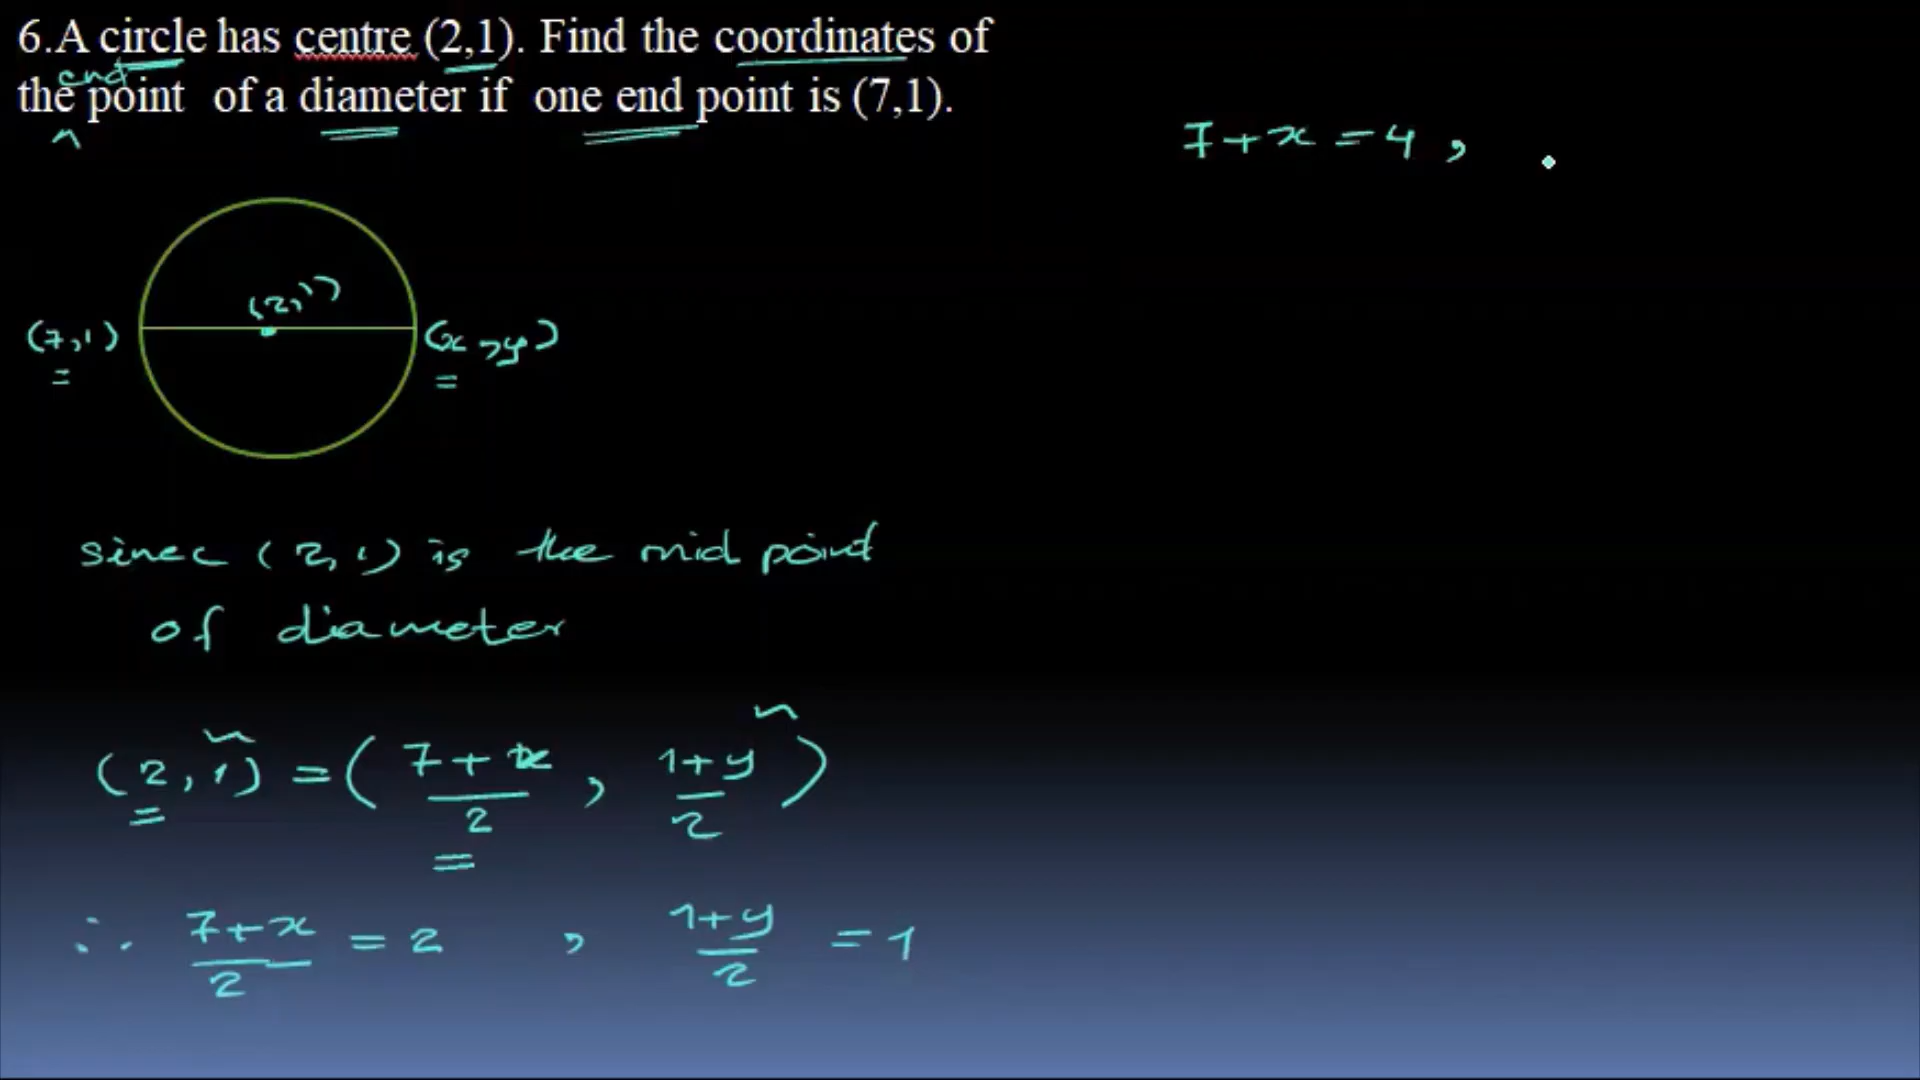 6.A circle has centre (2,1). Find the coordinates of
end
the point of a diameter if one end point is (7,1).
7+x=4,
(2,1)
(7,1)
(x,y)
since (2,1) is the mid point
of diameter
(2,1) = (7+x/2, 1+y/2)
∴ 7+x/2 = 2 , 1+y/2 = 1